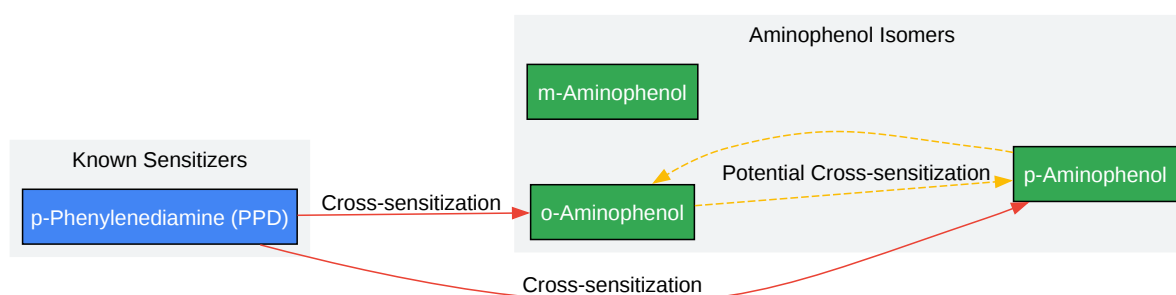 Aminophenol Isomers
m-Aminophenol
Known Sensitizers
Potential Cross-sensitization
p-Aminophenol
p-Phenylenediamine (PPD)
Cross-sensitization
o-Aminophenol
Cross-sensitization